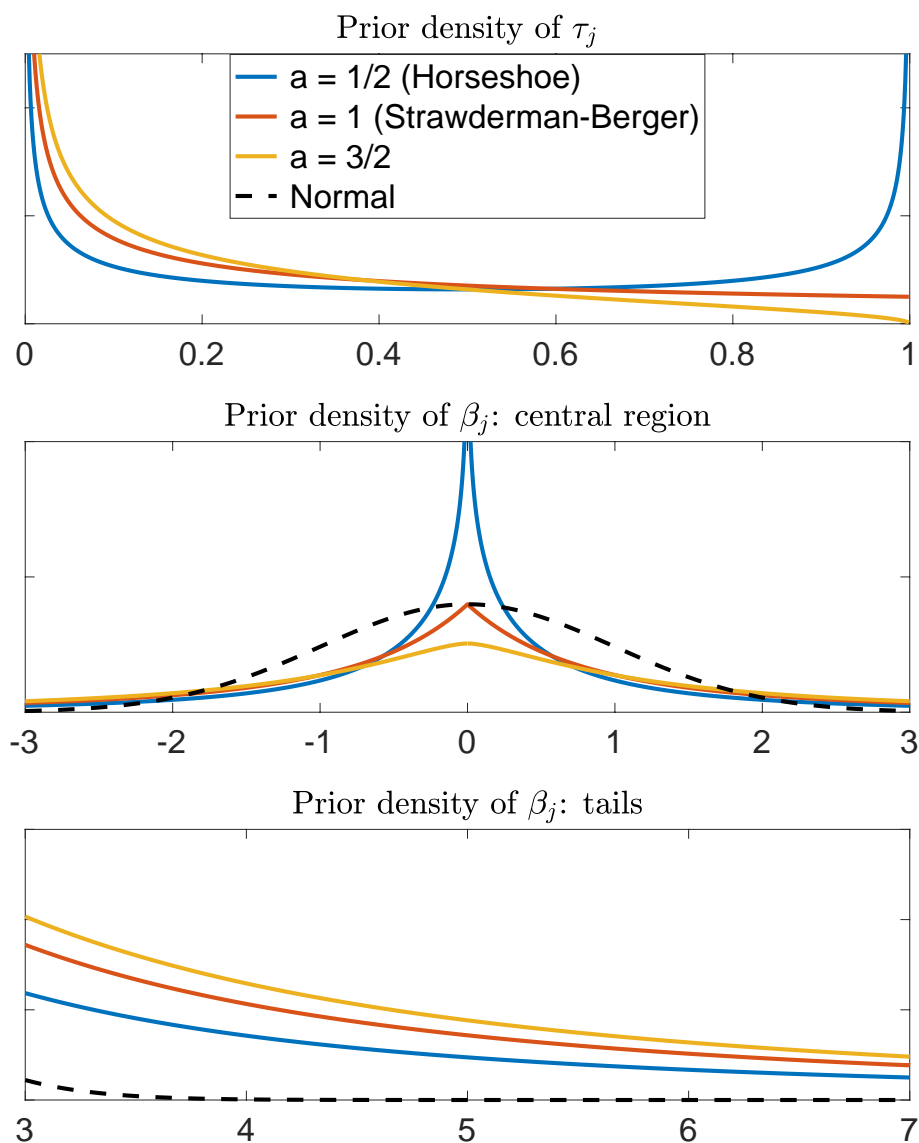 Prior density of τj
a = 1/2 (Horseshoe)
a = 1 (Strawderman-Berger)
a = 3/2
Normal
0 0.2 0.4 0.6 0.8 1
Prior density of βj: central region
-3 -2 -1 0 1 2 3
Prior density of βj: tails
3 4 5 6 7